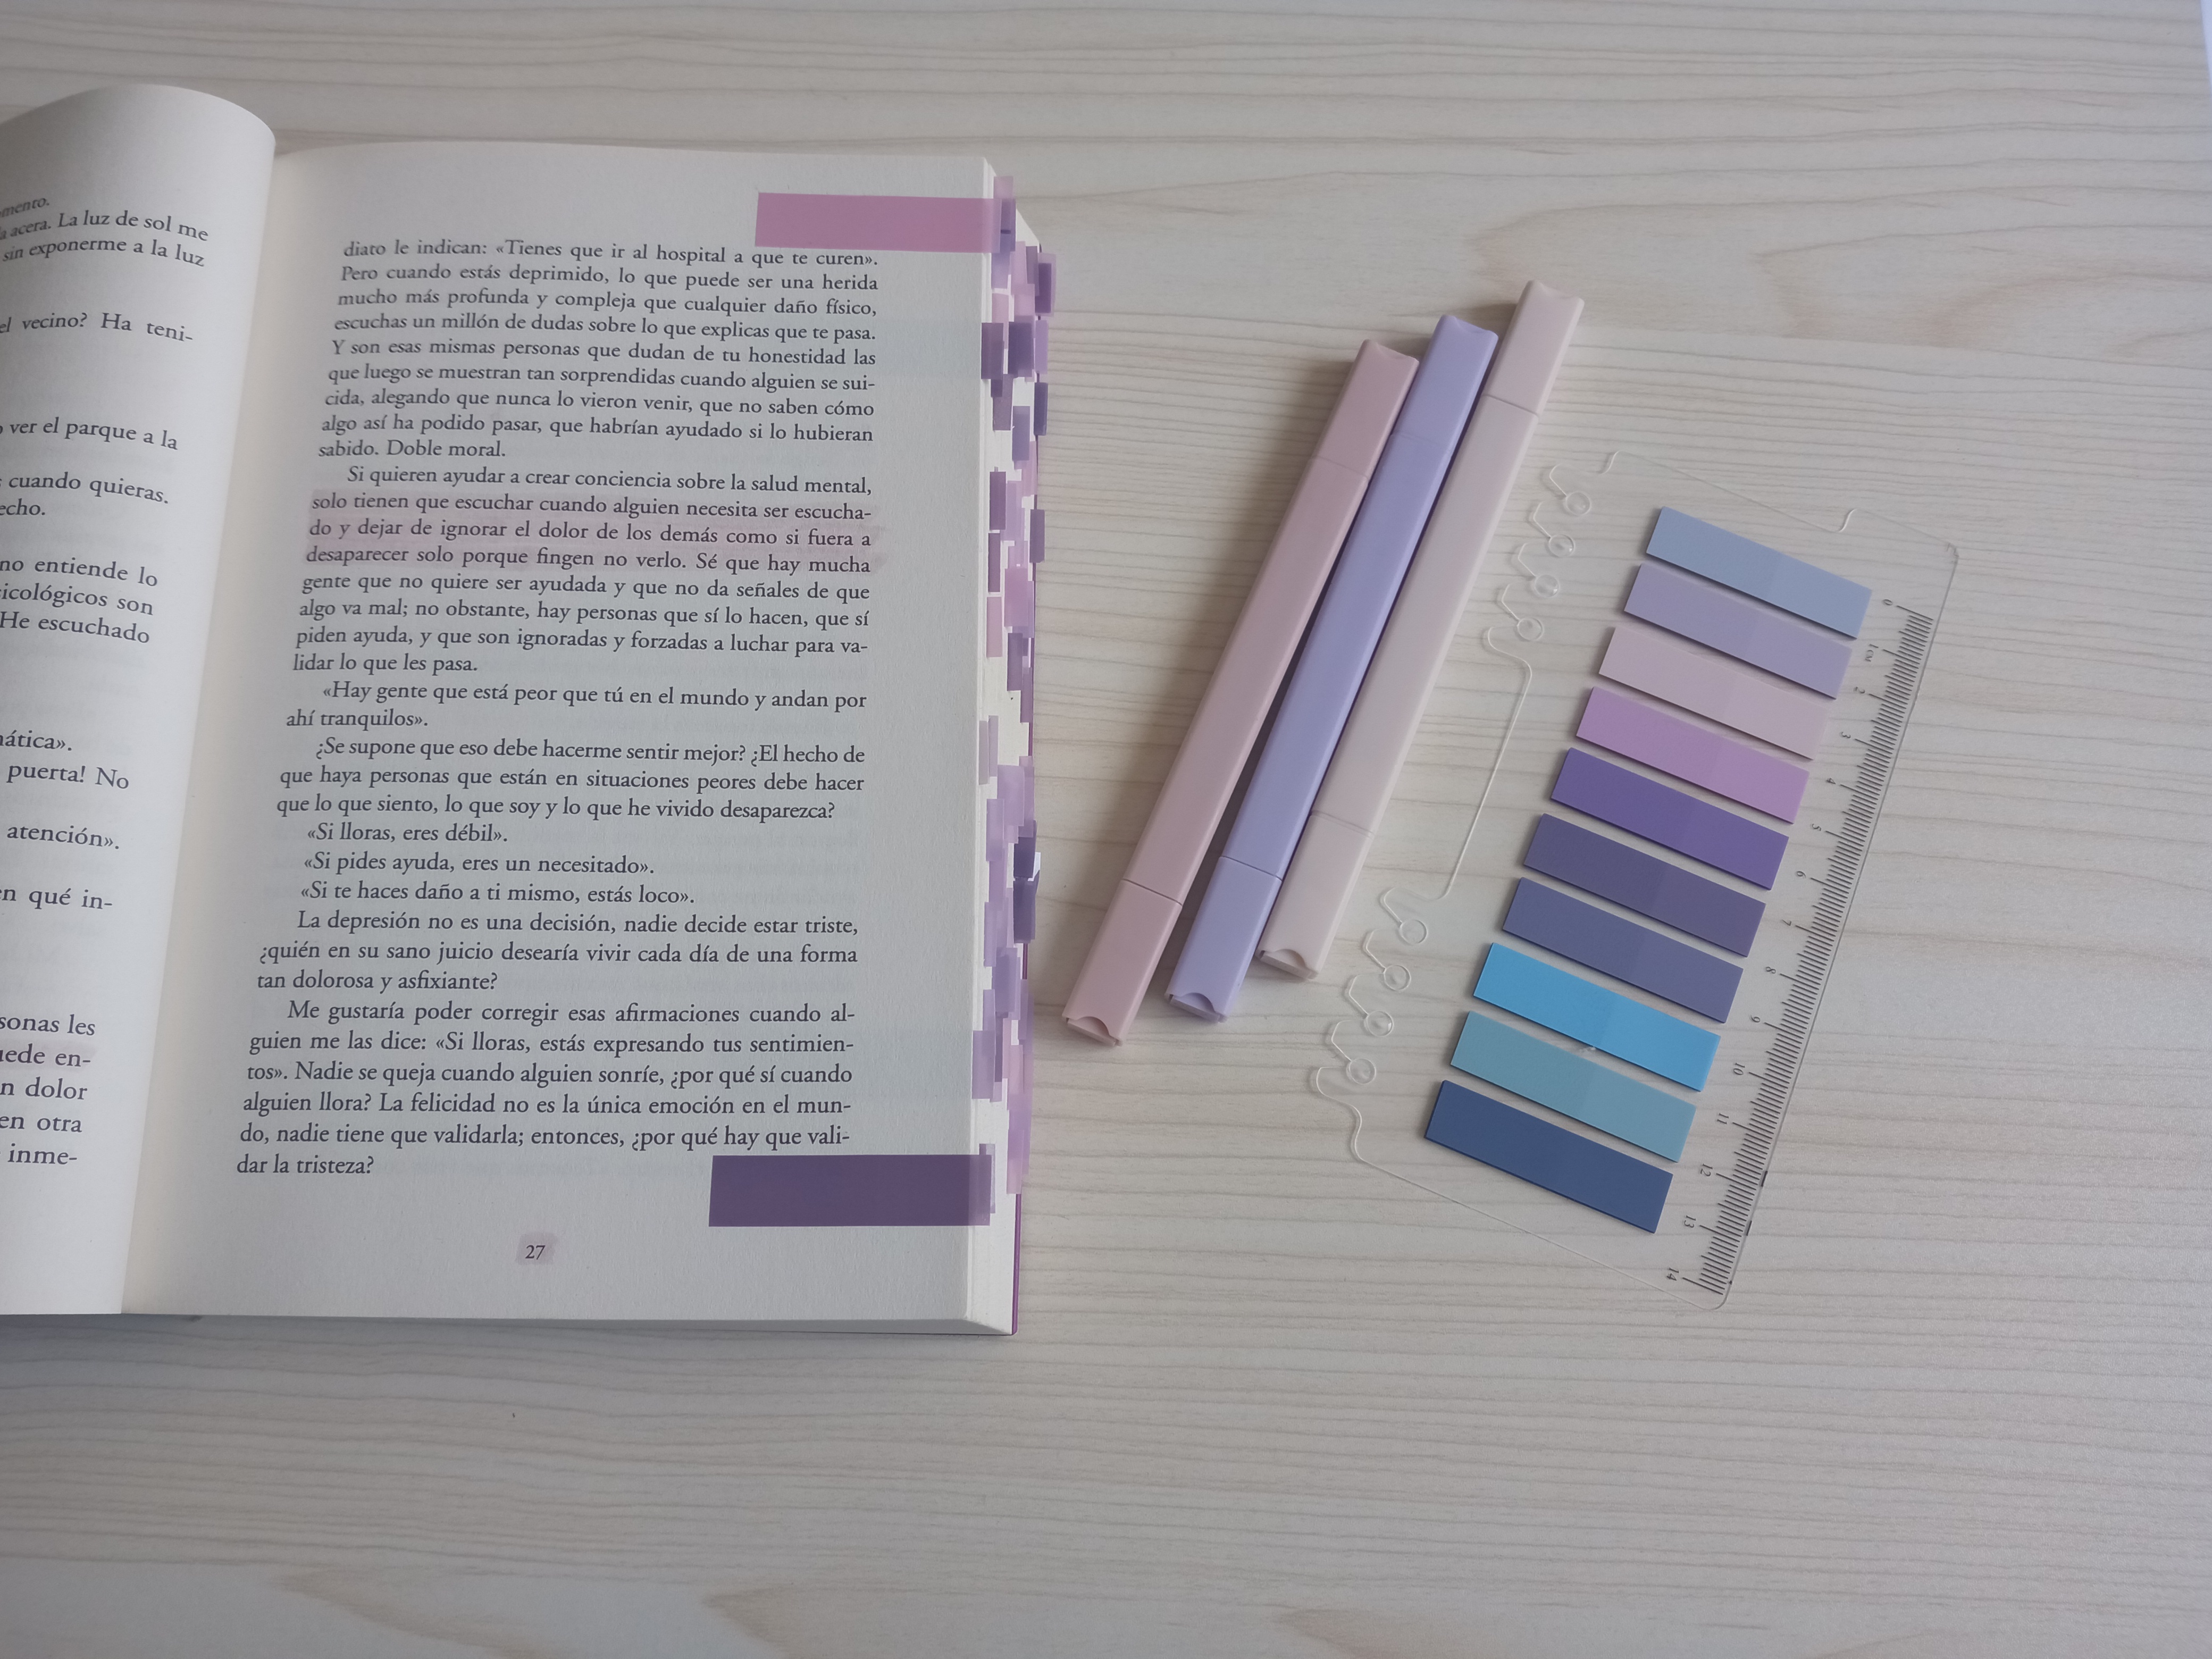 mento.
a acera. La luz de sol me
sin exponerme a la luz
el vecino? Ha teni-
ver el parque a la
cuando quieras.
echo.
no entiende lo
icológicos son
He escuchado
nática».
puerta! No
atención».
n qué in-
sonas les
uede en-
n dolor
en otra
inme-
diato le indican: «Tienes que ir al hospital a que te curen».
Pero cuando estás deprimido, lo que puede ser una herida
mucho más profunda y compleja que cualquier daño físico,
escuchas un millón de dudas sobre lo que explicas que te pasa.
Y son esas mismas personas que dudan de tu honestidad las
que luego se muestran tan sorprendidas cuando alguien se sui-
cida, alegando que nunca lo vieron venir, que no saben cómo
algo así ha podido pasar, que habrían ayudado si lo hubieran
sabido. Doble moral.
Si quieren ayudar a crear conciencia sobre la salud mental,
solo tienen que escuchar cuando alguien necesita ser escucha-
do y dejar de ignorar el dolor de los demás como si fuera a
desaparecer solo porque fingen no verlo. Sé que hay mucha
gente que no quiere ser ayudada y que no da señales de que
algo va mal; no obstante, hay personas que sí lo hacen, que sí
piden ayuda, y que son ignoradas y forzadas a luchar para va-
lidar lo que les pasa.
«Hay gente que está peor que tú en el mundo y andan por
ahí tranquilos».
¿Se supone que eso debe hacerme sentir mejor? ¿El hecho de
que haya personas que están en situaciones peores debe hacer
que lo que siento, lo que soy y lo que he vivido desaparezca?
«Si lloras, eres débil».
«Si pides ayuda, eres un necesitado».
«Si te haces daño a ti mismo, estás loco».
La depresión no es una decisión, nadie decide estar triste,
¿quién en su sano juicio desearía vivir cada día de una forma
tan dolorosa y asfixiante?
Me gustaría poder corregir esas afirmaciones cuando al-
guien me las dice: «Si lloras, estás expresando tus sentimien-
tos». Nadie se queja cuando alguien sonríe, ¿por qué sí cuando
alguien llora? La felicidad no es la única emoción en el mun-
do, nadie tiene que validarla; entonces, ¿por qué hay que vali-
dar la tristeza?
27
0
1CM
2
3
4
5
6
7
8
9
10
11
12
13
14